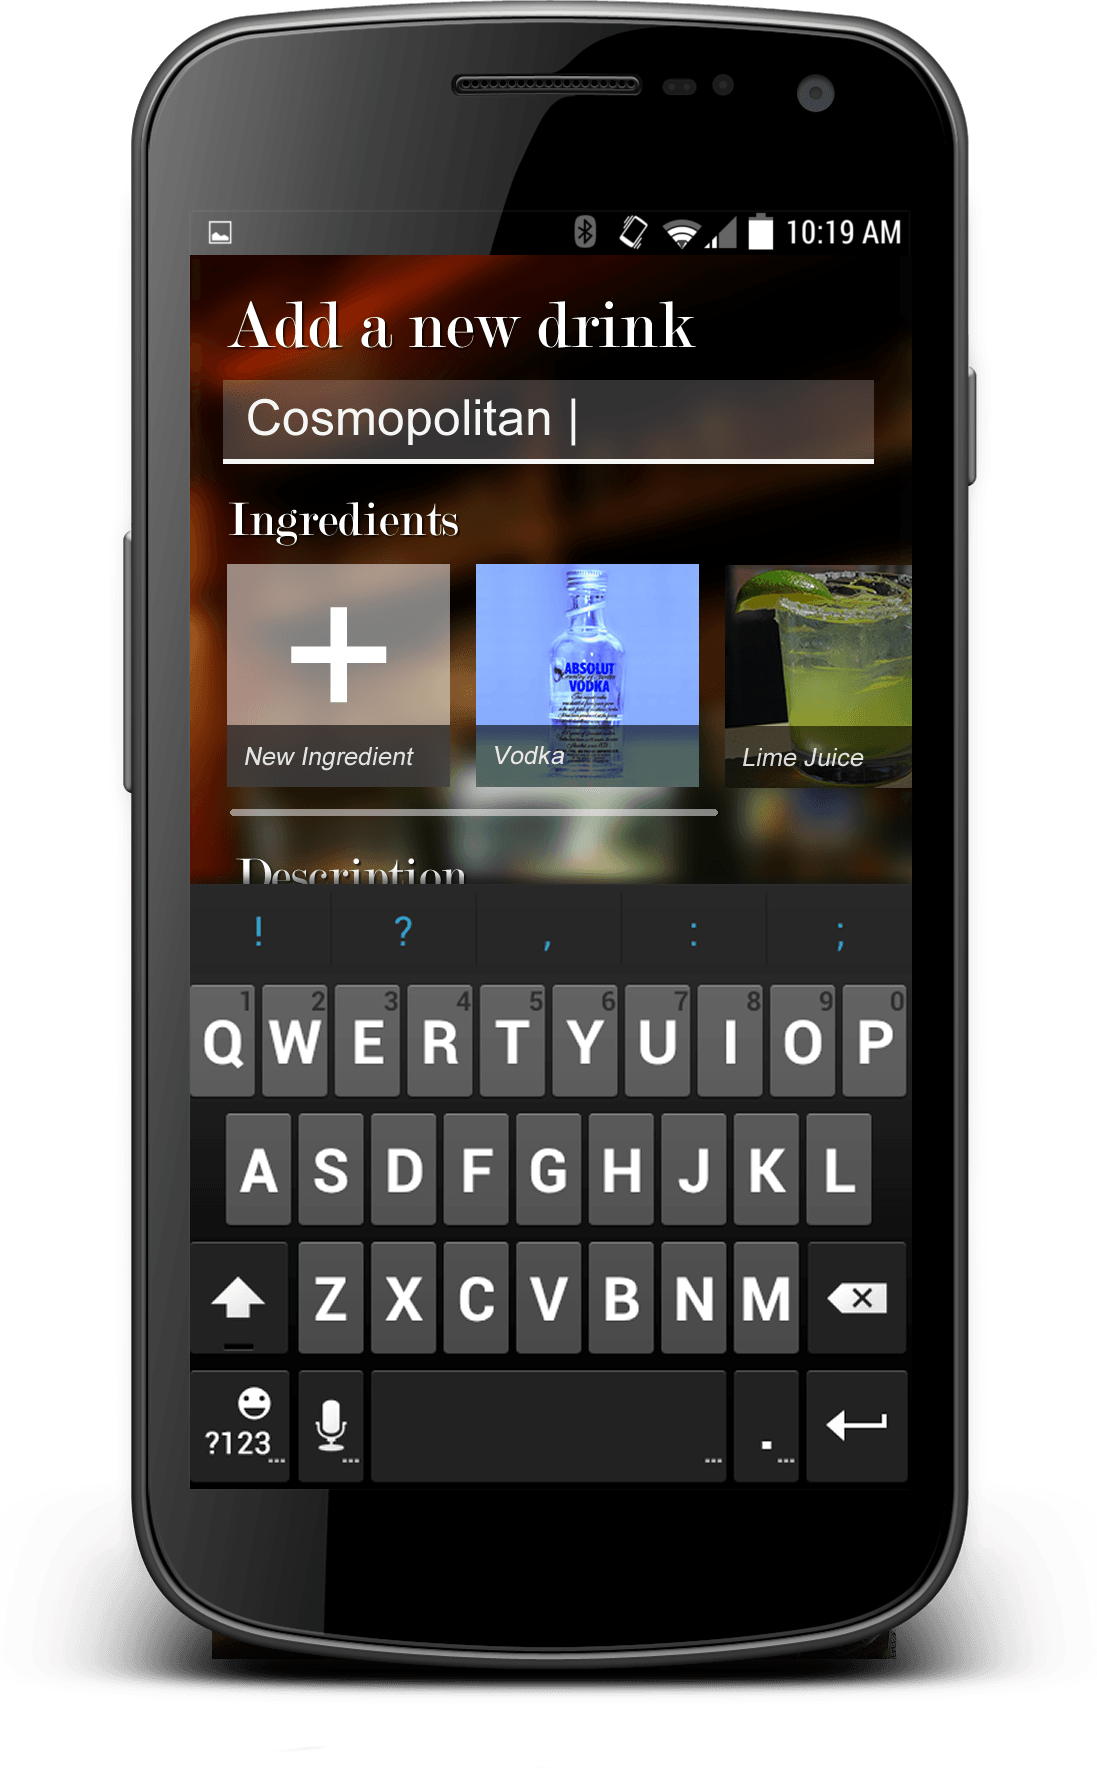 10:19 AM
Add a new drink
Cosmopolitan |
Ingredients
ABSOLUT
VODKA
New Ingredient
Vodka
Lime Juice
Description
! ? , : ;
1 2 3 4 5 6 7 8 9 0
Q W E R T Y U I O P
A S D F G H J K L
Z X C V B N M
?123 ... ... ... . ...